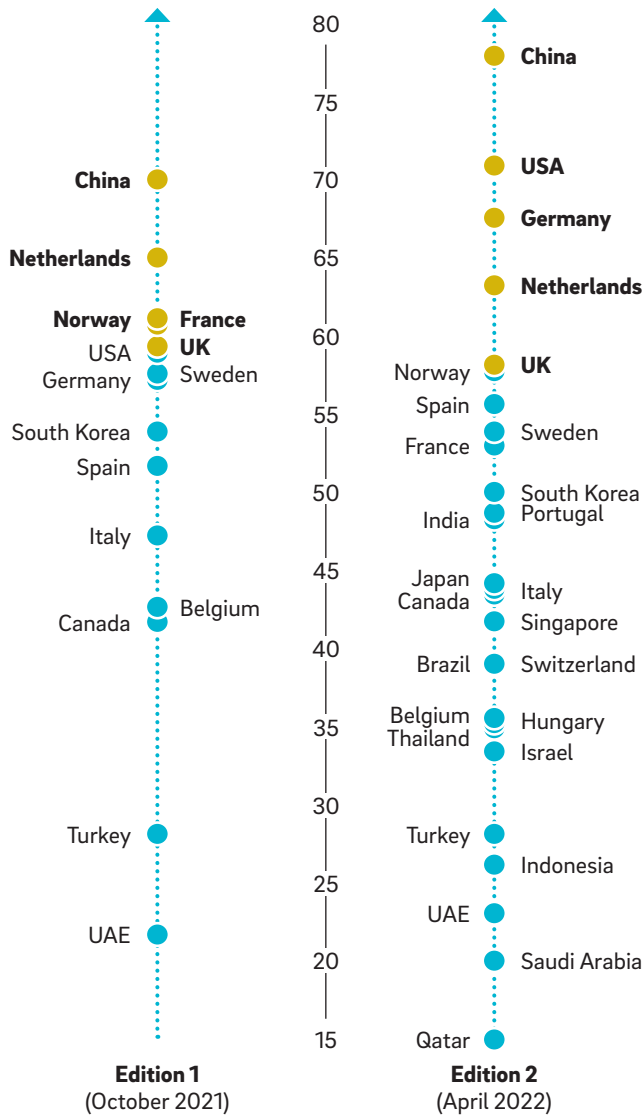 China
Netherlands
Norway
France
UK
USA
Sweden
Germany
South Korea
Spain
Italy
Belgium
Canada
Turkey
UAE
Edition 1
(October 2021)
80
75
70
65
60
55
50
45
40
35
30
25
20
15
China
USA
Germany
Netherlands
UK
Norway
Spain
Sweden
France
South Korea
Portugal
India
Japan
Italy
Canada
Singapore
Brazil
Switzerland
Belgium
Hungary
Thailand
Israel
Turkey
Indonesia
UAE
Saudi Arabia
Qatar
Edition 2
(April 2022)